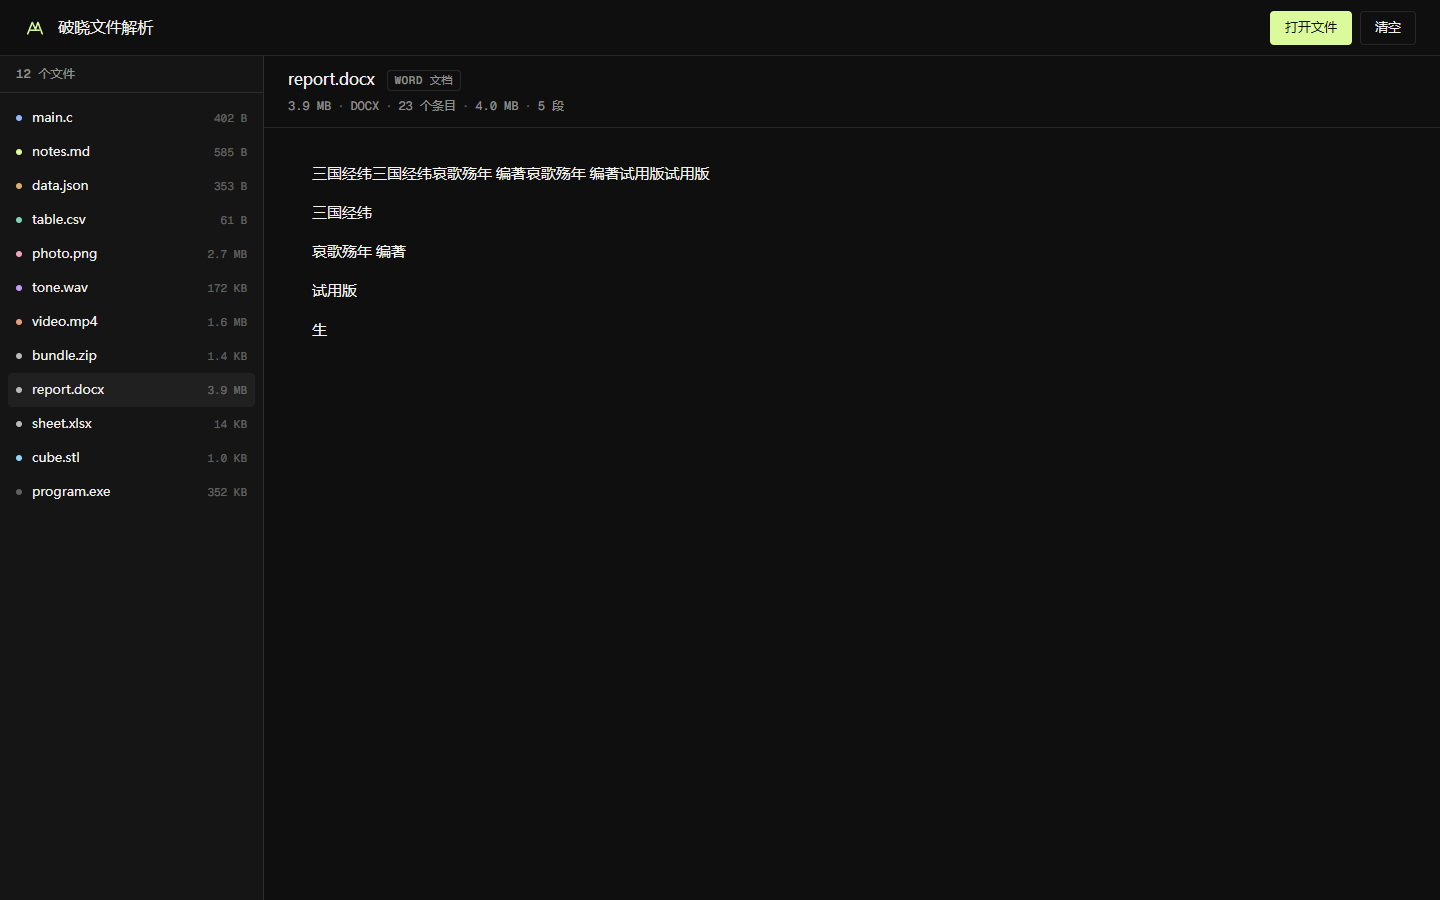 破晓文件解析
打开文件
清空
12 个文件
main.c 402 B
notes.md 585 B
data.json 353 B
table.csv 61 B
photo.png 2.7 MB
tone.wav 172 KB
video.mp4 1.6 MB
bundle.zip 1.4 KB
report.docx 3.9 MB
sheet.xlsx 14 KB
cube.stl 1.0 KB
program.exe 352 KB
report.docx WORD 文档
3.9 MB · DOCX · 23 个条目 · 4.0 MB · 5 段
三国经纬三国经纬哀歌殇年 编著哀歌殇年 编著试用版试用版
三国经纬
哀歌殇年 编著
试用版
生